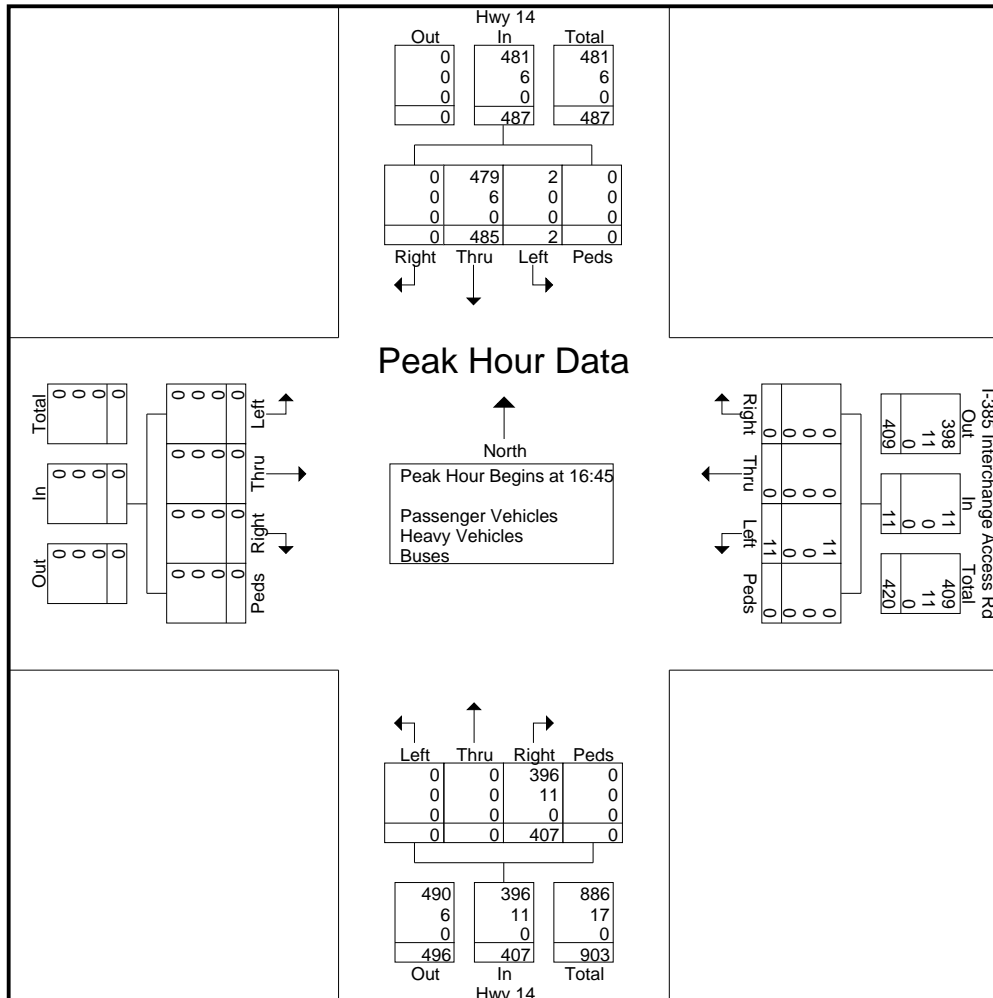 Hwy 14
Out In Total
0 481 481
0 6 6
0 0 0
0 487 487
0 479 2 0
0 6 0 0
0 0 0 0
0 485 2 0
Right Thru Left Peds
Peak Hour Data
North
Peak Hour Begins at 16:45
Passenger Vehicles
Heavy Vehicles
Buses
Total
0 0 0 0
In
0 0 0 0
Out
0 0 0 0
Left
0 0 0 0
Thru
0 0 0 0
Right
0 0 0 0
Peds
0 0 0 0
Right
0 0 0 0
Thru
0 0 0 0
Left
11 0 0 11
Peds
0 0 0 0
I-385 Interchange Access Rd
Out In Total
398 11 409
11 0 11
0 0 0
409 11 420
Left Thru Right Peds
0 0 396 0
0 0 11 0
0 0 0 0
0 0 407 0
490 396 886
6 11 17
0 0 0
496 407 903
Out In Total
Hwy 14